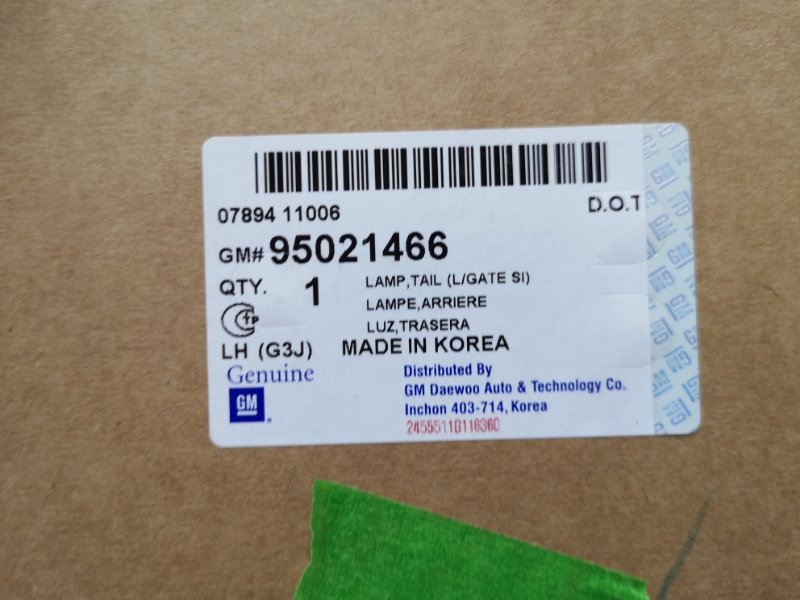 07894 11006 D.O.T
GM# 95021466
QTY. 1 LAMP,TAIL (L/GATE SI)
LAMPE,ARRIERE
LUZ,TRASERA
LH (G3J) MADE IN KOREA
Genuine
GM
Distributed By
GM Daewoo Auto & Technology Co.
Inchon 403-714, Korea
2455511G116360